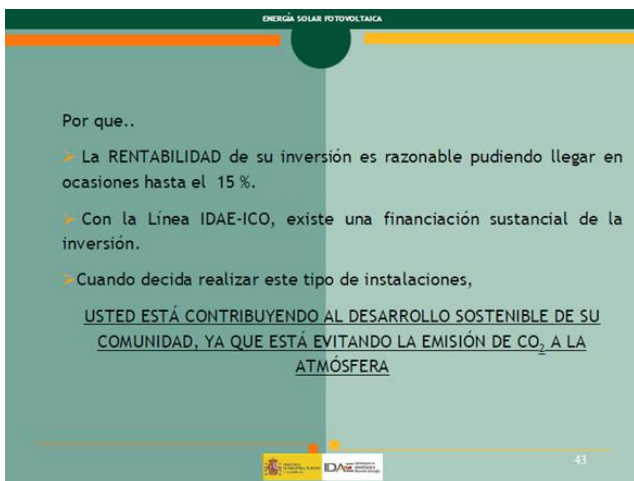 ENERGÍA SOLAR FOTOVOLTAICA
Por que..
La RENTABILIDAD de su inversión es razonable pudiendo llegar en
ocasiones hasta el 15 %.
Con la Línea IDAE-ICO, existe una financiación sustancial de la
inversión.
Cuando decida realizar este tipo de instalaciones,
USTED ESTÁ CONTRIBUYENDO AL DESARROLLO SOSTENIBLE DE SU
COMUNIDAD, YA QUE ESTÁ EVITANDO LA EMISIÓN DE CO2 A LA
ATMÓSFERA
43
IDAE